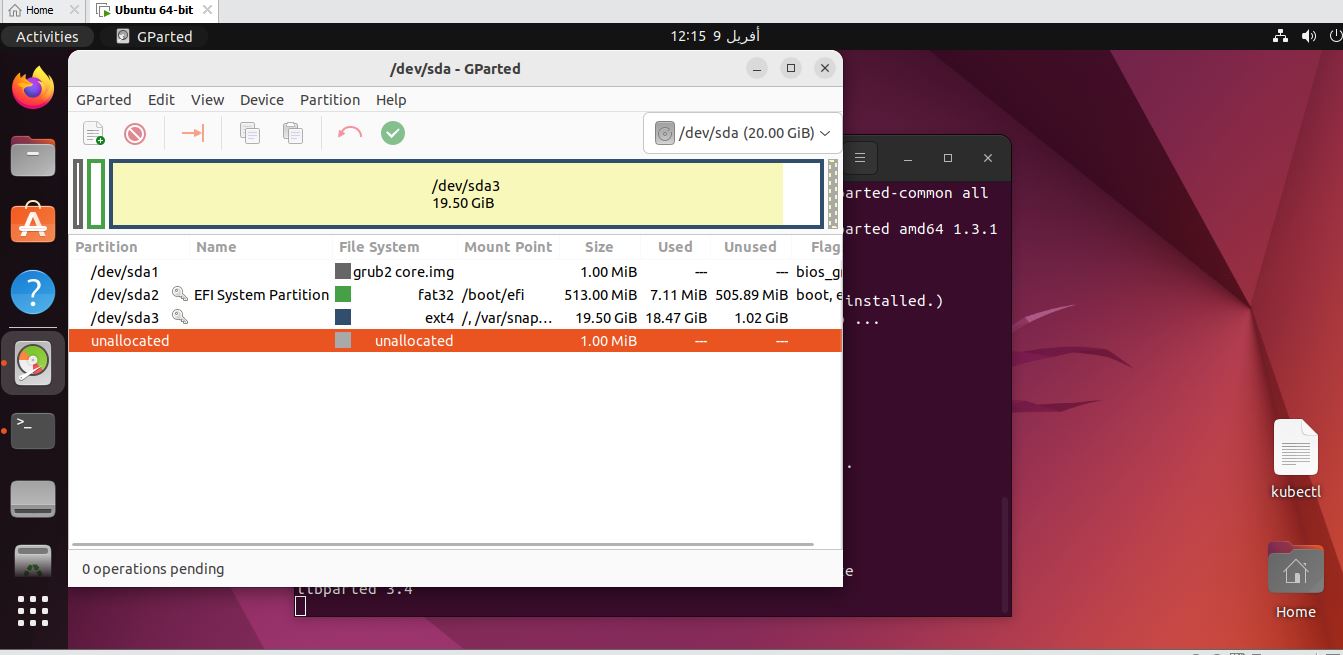 Home
Ubuntu 64-bit
Activities
GParted
12:15 9 أفريل
/dev/sda - GParted
GParted Edit View Device Partition Help
/dev/sda (20.00 GiB)
/dev/sda3
19.50 GiB
Partition Name File System Mount Point Size Used Unused Flag
/dev/sda1 grub2 core.img 1.00 MiB --- --- bios_gr
/dev/sda2 EFI System Partition fat32 /boot/efi 513.00 MiB 7.11 MiB 505.89 MiB boot, e
/dev/sda3 ext4 /, /var/snap... 19.50 GiB 18.47 GiB 1.02 GiB
unallocated unallocated 1.00 MiB --- ---
0 operations pending
arted-common all
arted amd64 1.3.1
installed.)
...
.
e
libparted 3.4
>_
kubectl
Home